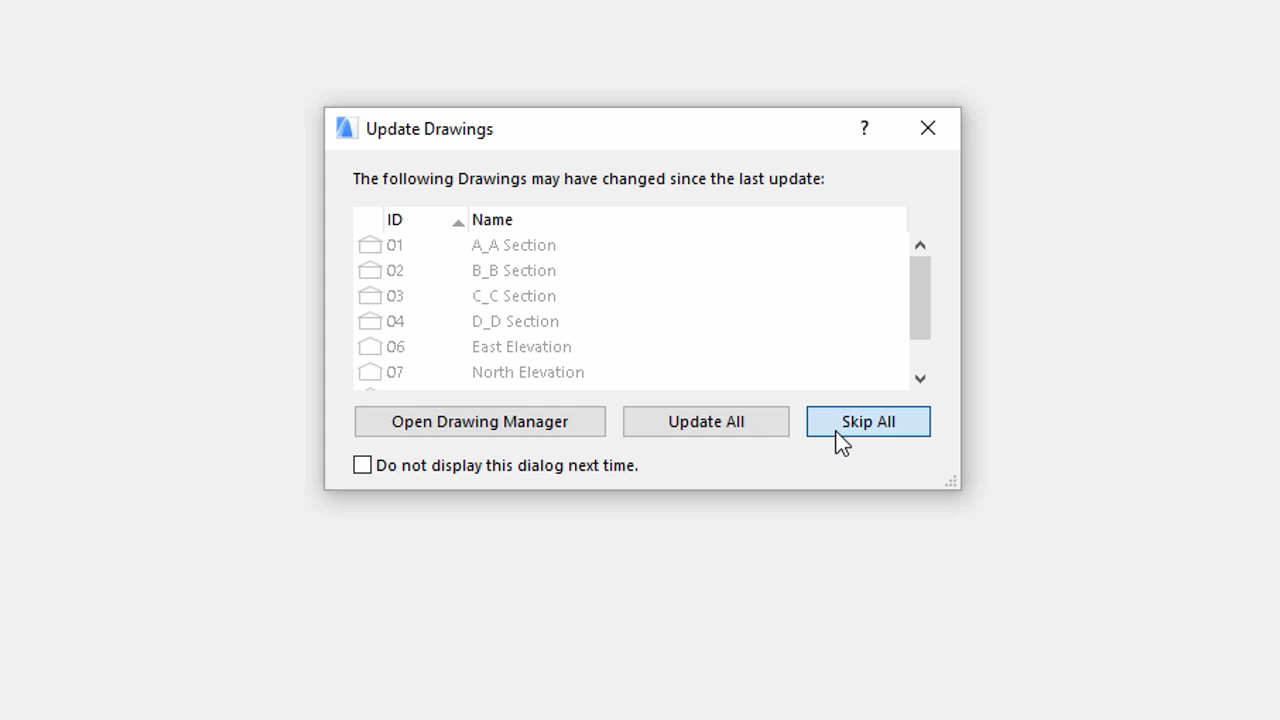 Update Drawings ?
The following Drawings may have changed since the last update:
ID Name
01 A_A Section
02 B_B Section
03 C_C Section
04 D_D Section
06 East Elevation
07 North Elevation
Open Drawing Manager Update All Skip All
Do not display this dialog next time.